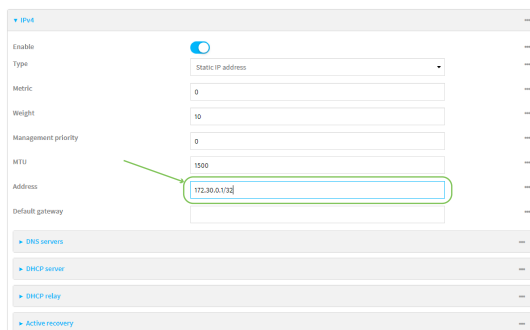 ▾ IPv4
Enable
Type
Static IP address
Metric
0
Weight
10
Management priority
0
MTU
1500
Address
172.30.0.1/32
Default gateway
▸ DNS servers
▸ DHCP server
▸ DHCP relay
▸ Active recovery